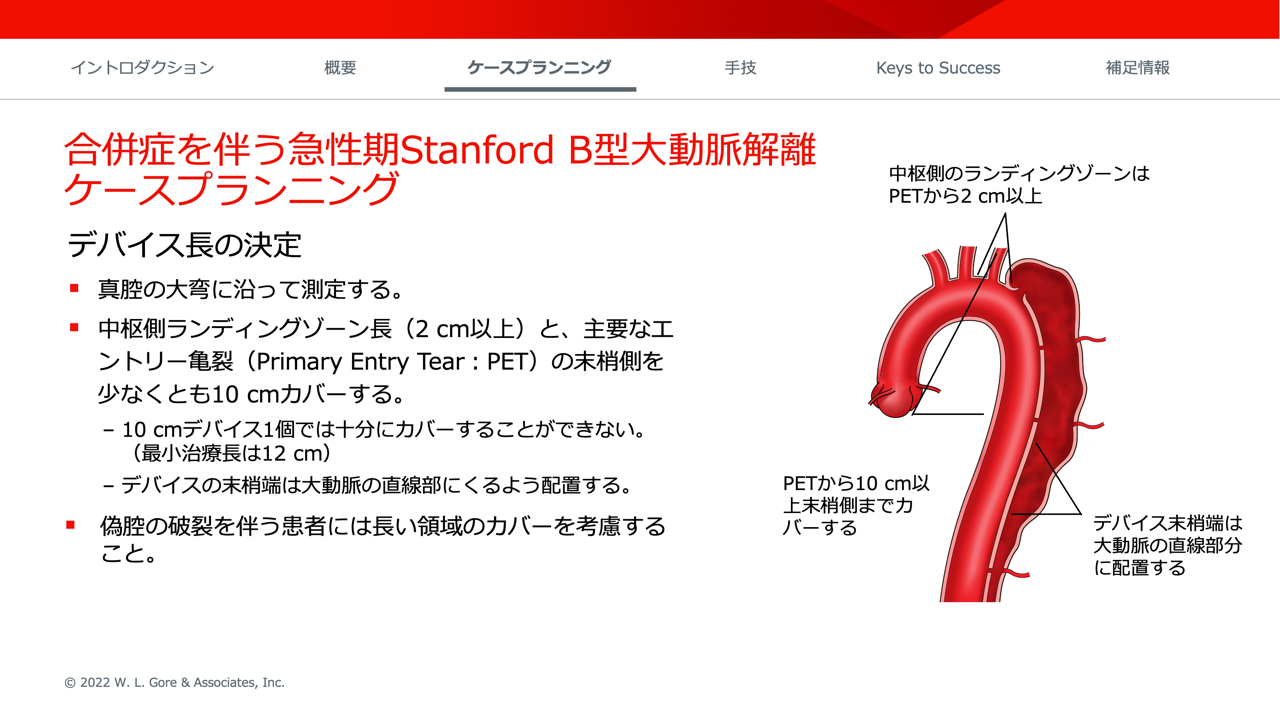 イントロダクション
概要
ケースプランニング
手技
Keys to Success
補足情報
合併症を伴う急性期Stanford B型大動脈解離
ケースプランニング
デバイス長の決定
▪ 真腔の大弯に沿って測定する。
▪ 中枢側ランディングゾーン長（2 cm以上）と、主要なエ
ントリー亀裂（Primary Entry Tear：PET）の末梢側を
少なくとも10 cmカバーする。
– 10 cmデバイス1個では十分にカバーすることができない。
（最小治療長は12 cm）
– デバイスの末梢端は大動脈の直線部にくるよう配置する。
▪ 偽腔の破裂を伴う患者には長い領域のカバーを考慮する
こと。
中枢側のランディングゾーンは
PETから2 cm以上
PETから10 cm以
上末梢側までカ
バーする
デバイス末梢端は
大動脈の直線部分
に配置する
© 2022 W. L. Gore & Associates, Inc.